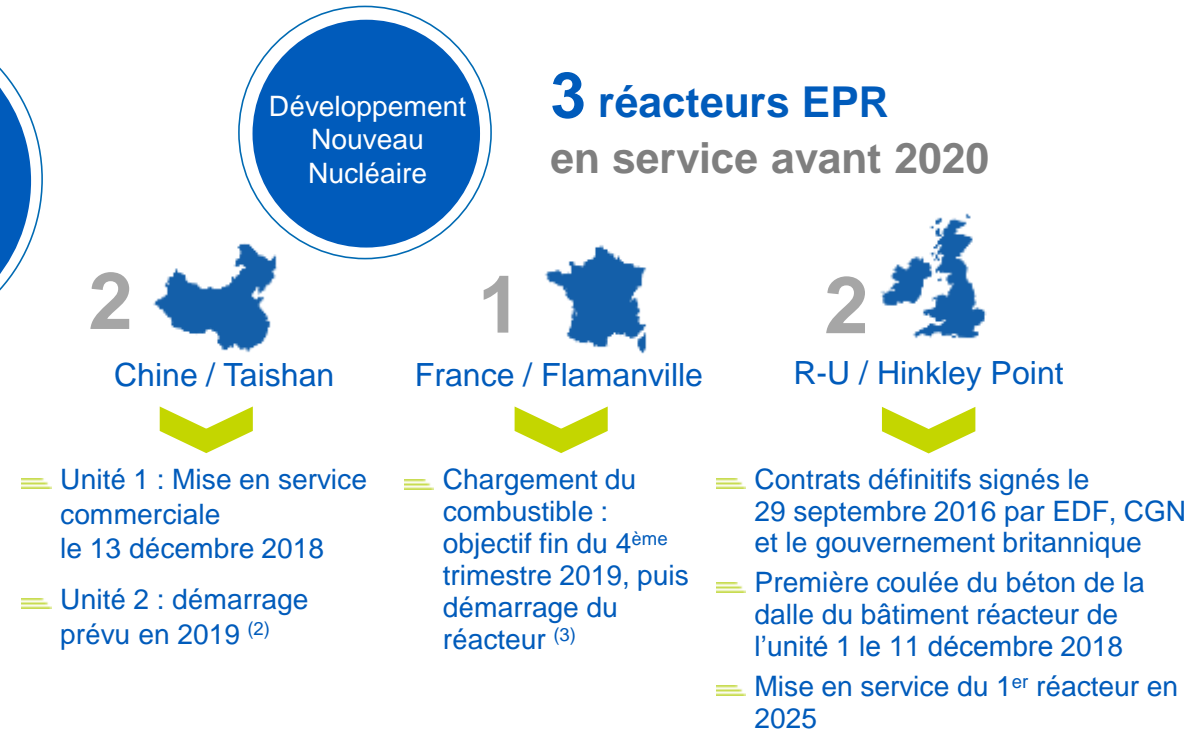 Développement
Nouveau
Nucléaire
3 réacteurs EPR
en service avant 2020
2
Chine / Taishan
Unité 1 : Mise en service
commerciale
le 13 décembre 2018
Unité 2 : démarrage
prévu en 2019 (2)
1
France / Flamanville
Chargement du
combustible :
objectif fin du 4ème
trimestre 2019, puis
démarrage du
réacteur (3)
2
R-U / Hinkley Point
Contrats définitifs signés le
29 septembre 2016 par EDF, CGN
et le gouvernement britannique
Première coulée du béton de la
dalle du bâtiment réacteur de
l’unité 1 le 11 décembre 2018
Mise en service du 1er réacteur en
2025